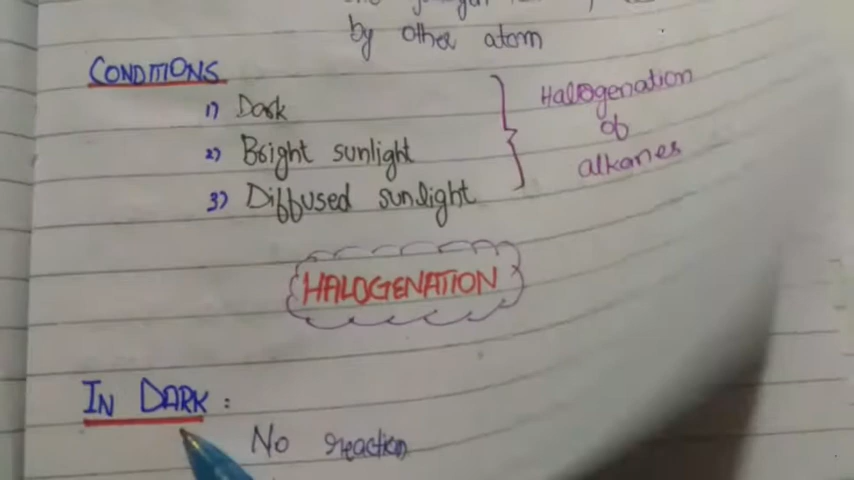 by other atom
CONDITIONS
1) Dark
2) Bright sunlight
3) Diffused sunlight
Halogenation
of
alkanes
HALOGENATION
IN DARK :
No reaction